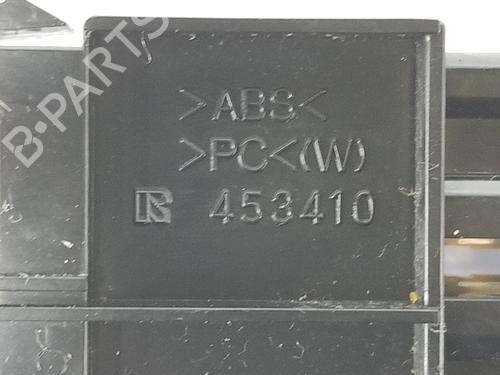 B-PARTS
>ABS<
>PC<(W)
R 453410